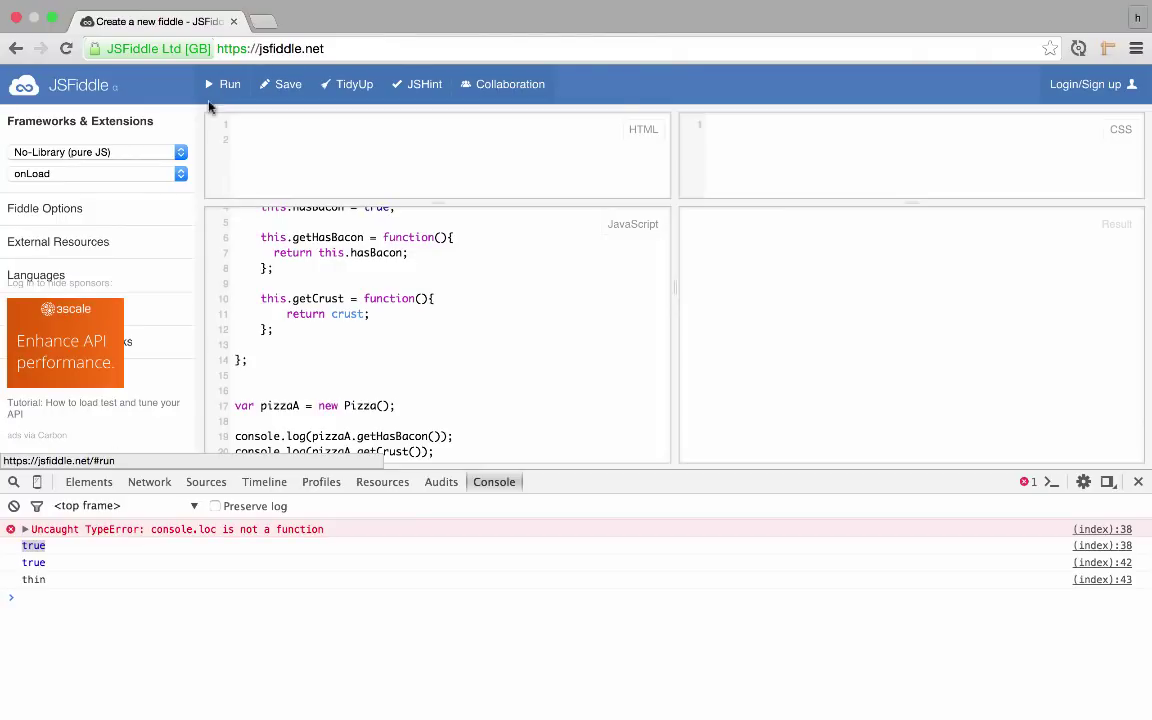 Create a new fiddle - JSFid
h
JSFiddle Ltd [GB] https://jsfiddle.net
JSFiddle α Run Save TidyUp JSHint Collaboration Login/Sign up
Frameworks & Extensions
No-Library (pure JS)
onLoad
Fiddle Options
External Resources
Languages
Log in to hide sponsors:
3scale
Enhance API
performance.
ks
Tutorial: How to load test and tune your
API
ads via Carbon
https://jsfiddle.net/#run
1
2
HTML
1
CSS
4 this.hasBacon = true;
5
6 this.getHasBacon = function(){
7 return this.hasBacon;
8 };
9
10 this.getCrust = function(){
11 return crust;
12 };
13
14 };
15
16
17 var pizzaA = new Pizza();
18
19 console.log(pizzaA.getHasBacon());
20 console.log(pizzaA.getCrust());
JavaScript
Result
Elements Network Sources Timeline Profiles Resources Audits Console 1
<top frame> Preserve log
Uncaught TypeError: console.loc is not a function (index):38
true (index):38
true (index):42
thin (index):43